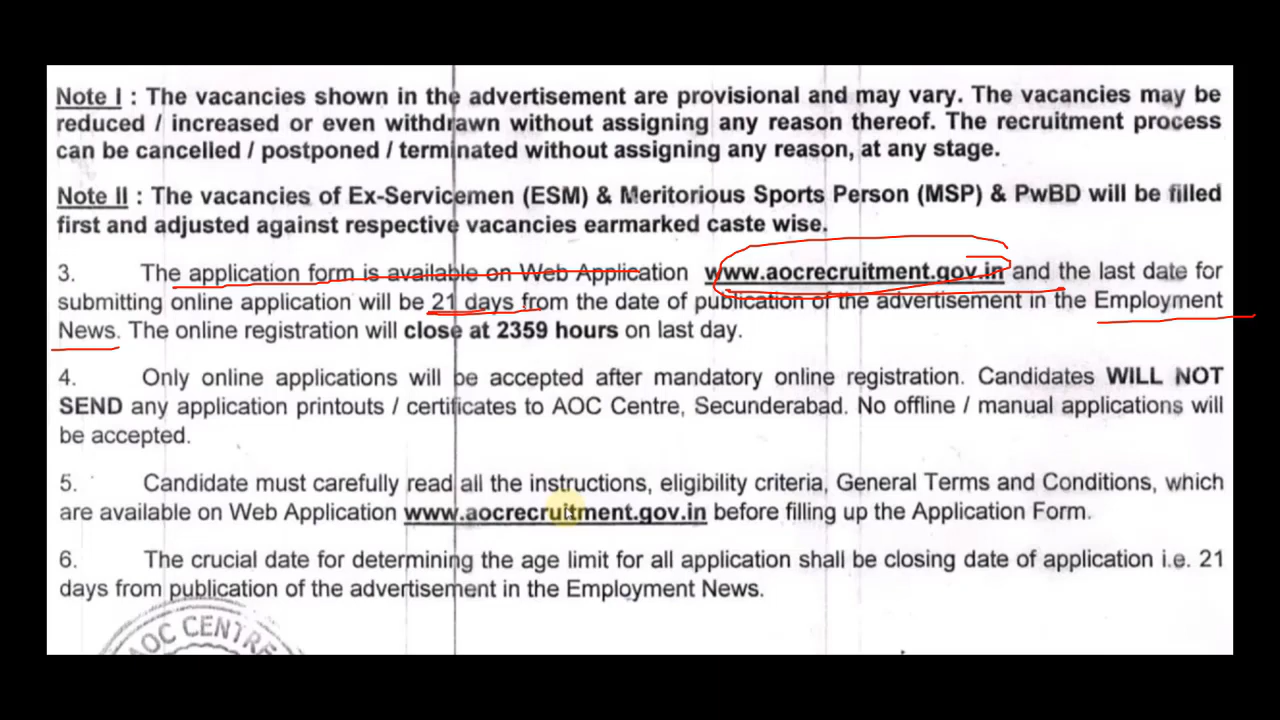 Note I : The vacancies shown in the advertisement are provisional and may vary. The vacancies may be
reduced / increased or even withdrawn without assigning any reason thereof. The recruitment process
can be cancelled / postponed / terminated without assigning any reason, at any stage.
Note II : The vacancies of Ex-Servicemen (ESM) & Meritorious Sports Person (MSP) & PwBD will be filled
first and adjusted against respective vacancies earmarked caste wise.
3. The application form is available on Web Application www.aocrecruitment.gov.in and the last date for
submitting online application will be 21 days from the date of publication of the advertisement in the Employment
News. The online registration will close at 2359 hours on last day.
4. Only online applications will be accepted after mandatory online registration. Candidates WILL NOT
SEND any application printouts / certificates to AOC Centre, Secunderabad. No offline / manual applications will
be accepted.
5. Candidate must carefully read all the instructions, eligibility criteria, General Terms and Conditions, which
are available on Web Application www.aocrecruitment.gov.in before filling up the Application Form.
6. The crucial date for determining the age limit for all application shall be closing date of application i.e. 21
days from publication of the advertisement in the Employment News.
AOC CENTRE